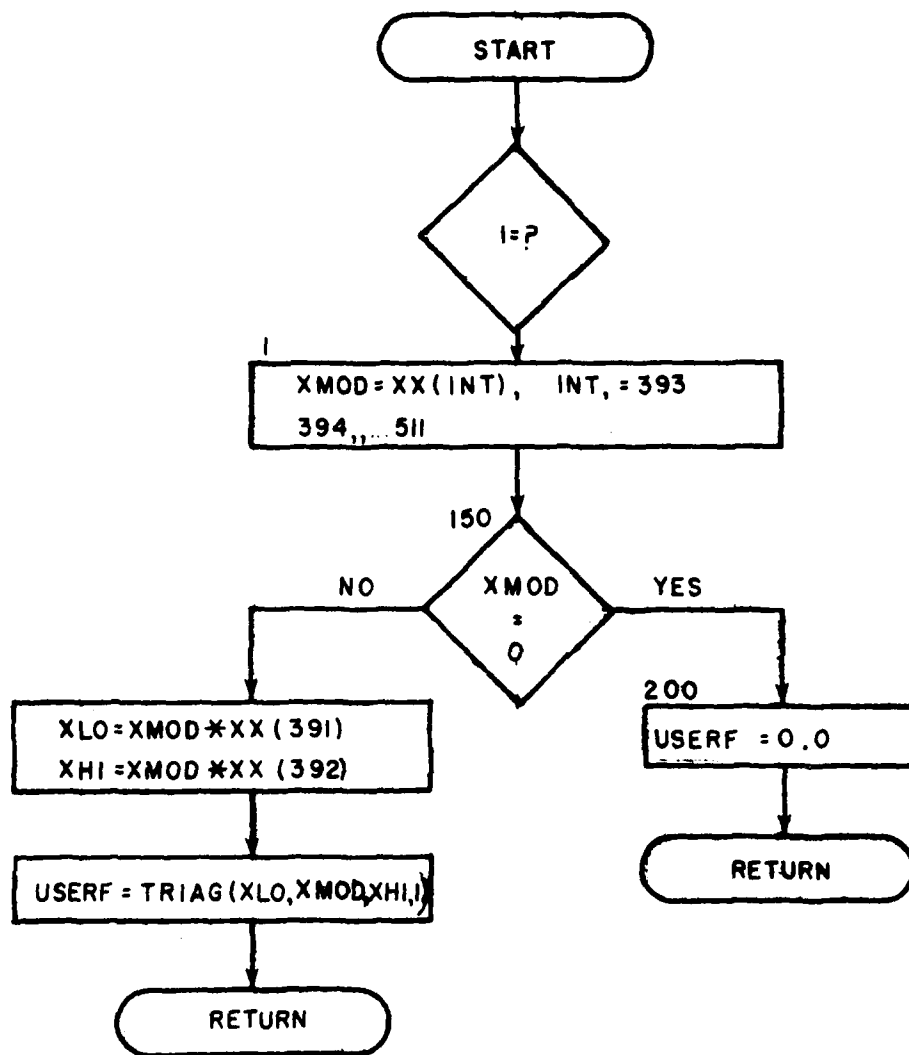 START
I=?
1
XMOD=XX(INT), INT,=393
394,,...511
150
XMOD
=
0
NO
YES
XLO=XMOD*XX(391)
XHI=XMOD*XX(392)
200
USERF =0.0
USERF=TRIAG(XLO,XMOD,XHI,1)
RETURN
RETURN